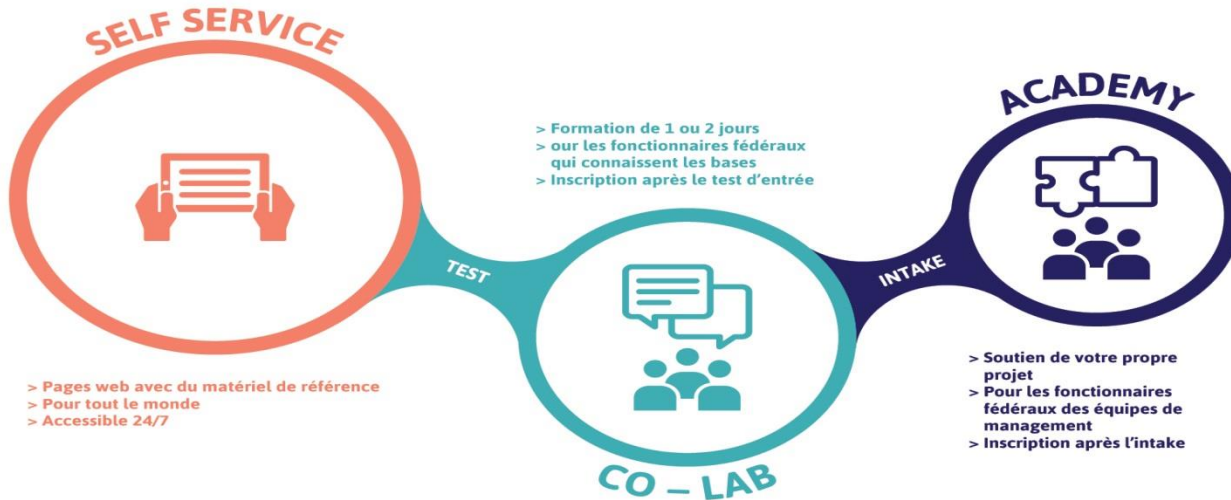 SELF SERVICE
> Pages web avec du matériel de référence
> Pour tout le monde
> Accessible 24/7
TEST
> Formation de 1 ou 2 jours
> our les fonctionnaires fédéraux
qui connaissent les bases
> Inscription après le test d’entrée
CO – LAB
INTAKE
ACADEMY
> Soutien de votre propre
projet
> Pour les fonctionnaires
fédéraux des équipes de
management
> Inscription après l’intake